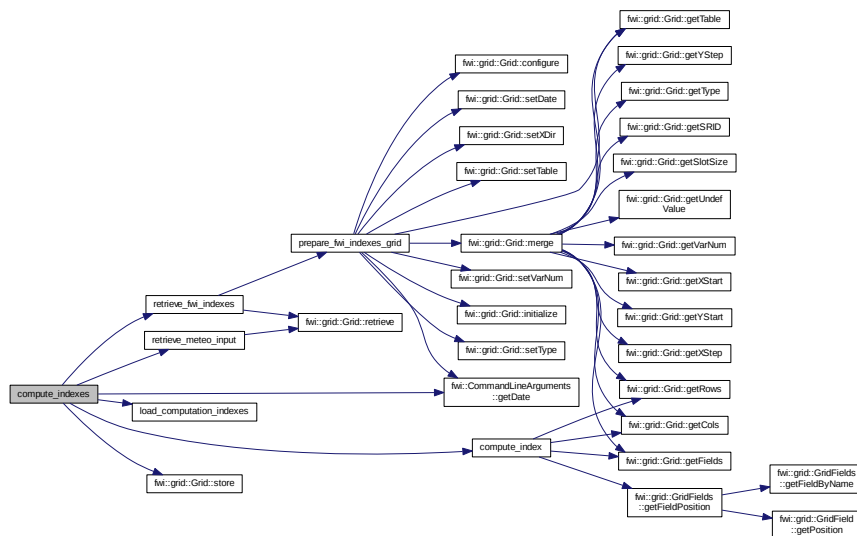 fwi::grid::Grid::getTable
fwi::grid::Grid::getYStep
fwi::grid::Grid::configure
fwi::grid::Grid::getType
fwi::grid::Grid::setDate
fwi::grid::Grid::getSRID
fwi::grid::Grid::setXDir
fwi::grid::Grid::getSlotSize
fwi::grid::Grid::setTable
fwi::grid::Grid::getUndef
Value
prepare_fwi_indexes_grid
fwi::grid::Grid::merge
fwi::grid::Grid::getVarNum
fwi::grid::Grid::setVarNum
fwi::grid::Grid::getXStart
retrieve_fwi_indexes
fwi::grid::Grid::initialize
fwi::grid::Grid::getYStart
fwi::grid::Grid::retrieve
retrieve_meteo_input
fwi::grid::Grid::setType
fwi::grid::Grid::getXStep
compute_indexes
fwi::CommandLineArguments
::getDate
fwi::grid::Grid::getRows
load_computation_indexes
fwi::grid::Grid::getCols
compute_index
fwi::grid::Grid::getFields
fwi::grid::Grid::store
fwi::grid::GridFields
::getFieldPosition
fwi::grid::GridFields
::getFieldByName
fwi::grid::GridField
::getPosition